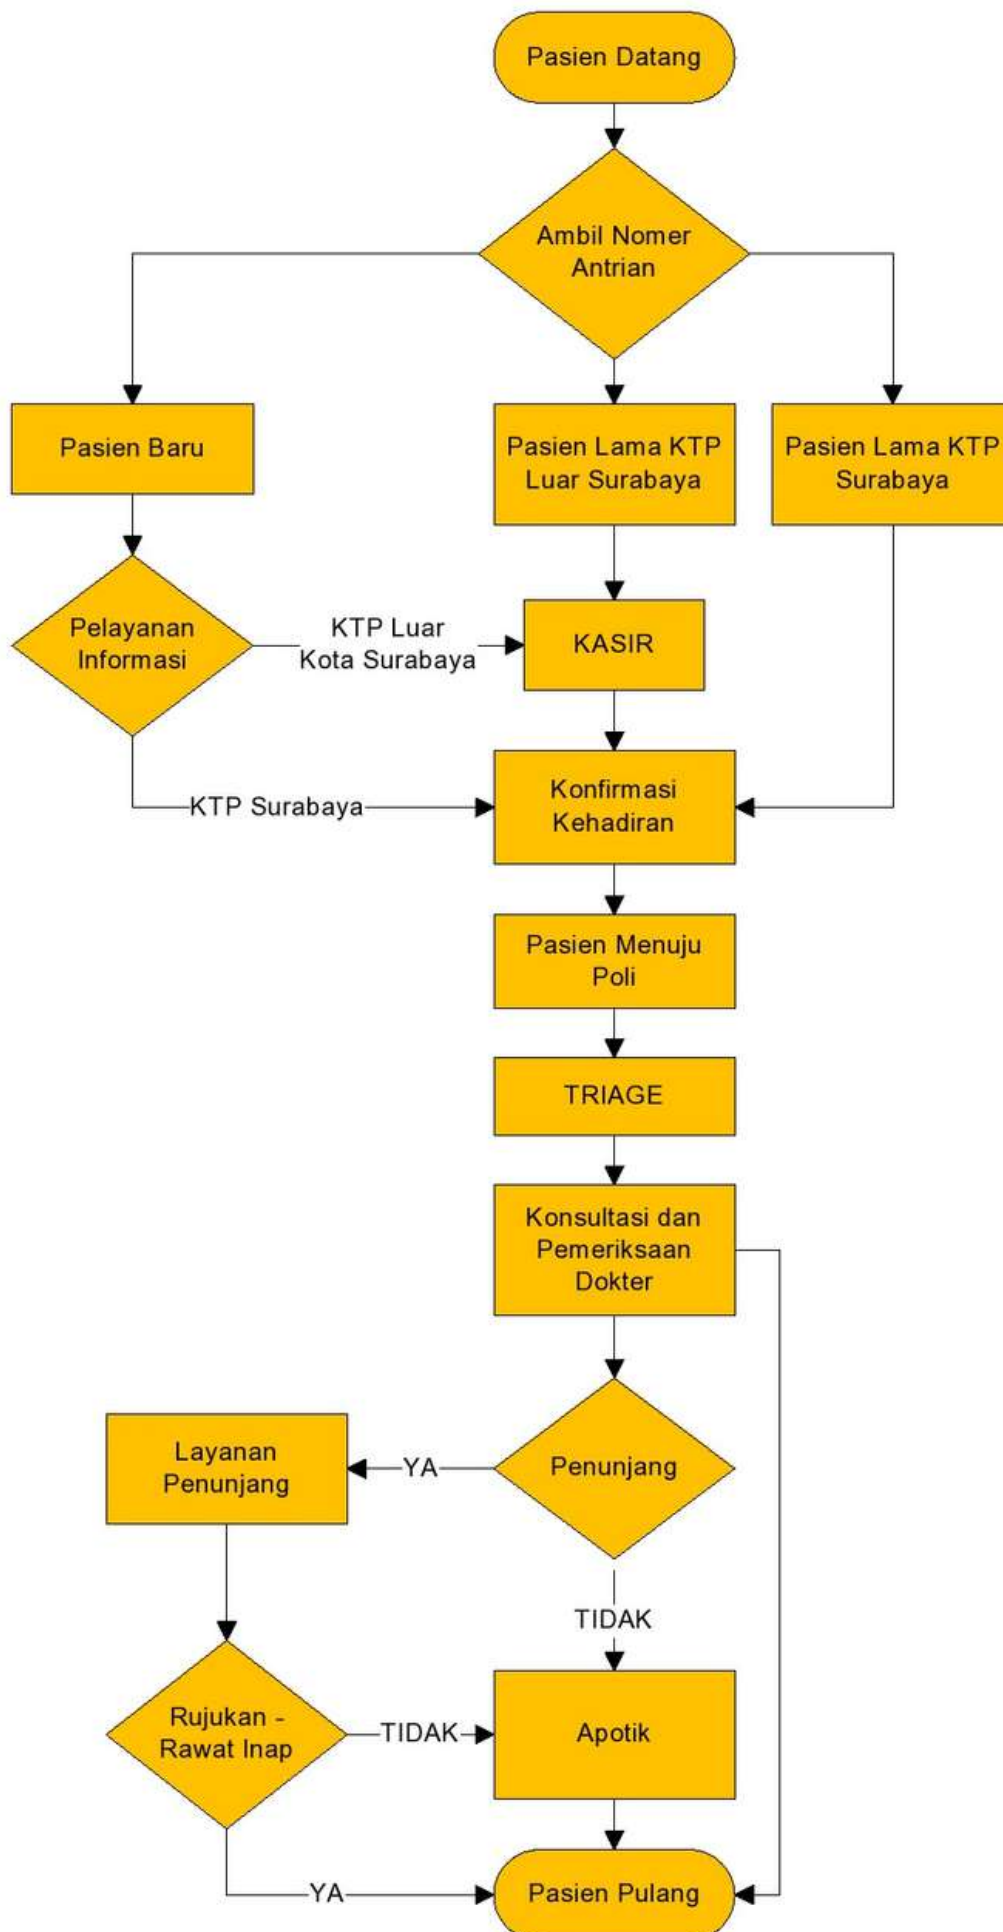 Pasien Datang
Ambil Nomer
Antrian
Pasien Baru
Pasien Lama KTP
Luar Surabaya
Pasien Lama KTP
Surabaya
Pelayanan
Informasi
KTP Luar
Kota Surabaya
KASIR
KTP Surabaya
Konfirmasi
Kehadiran
Pasien Menuju
Poli
TRIAGE
Konsultasi dan
Pemeriksaan
Dokter
Layanan
Penunjang
YA
Penunjang
TIDAK
Rujukan -
Rawat Inap
TIDAK
Apotik
YA
Pasien Pulang